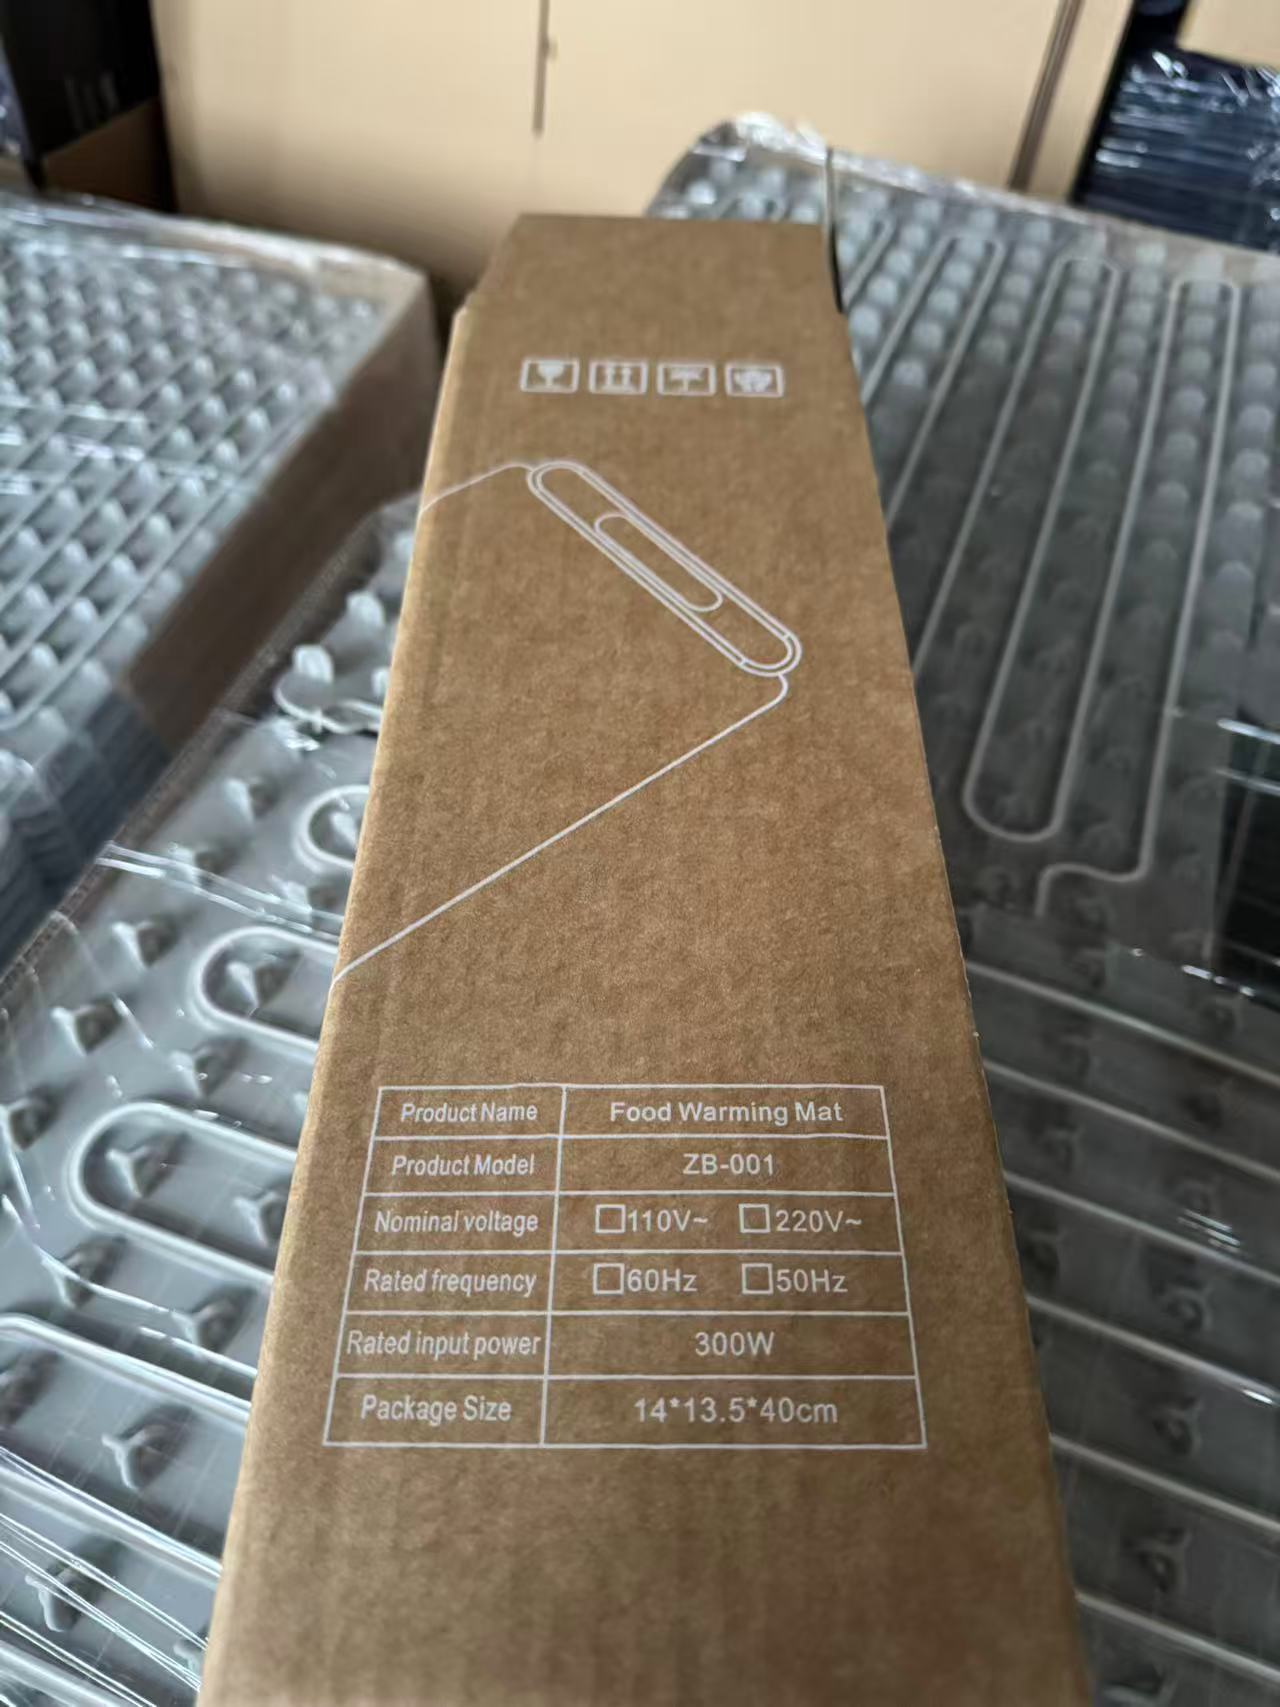 Product Name Food Warming Mat
Product Model ZB-001
Nominal voltage □110V~ □220V~
Rated frequency □60Hz □50Hz
Rated input power 300W
Package Size 14*13.5*40cm